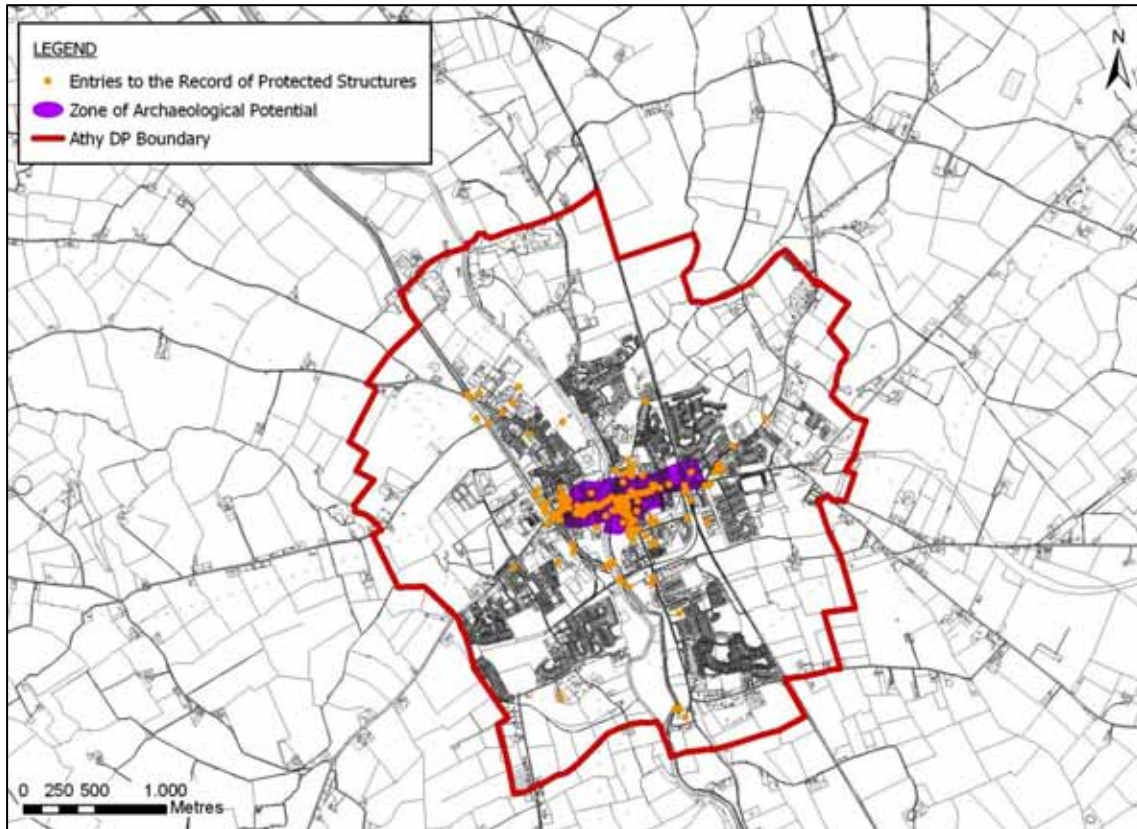 LEGEND
Entries to the Record of Protected Structures
Zone of Archaeological Potential
Athy DP Boundary
N
0 250 500 1.000
Metres